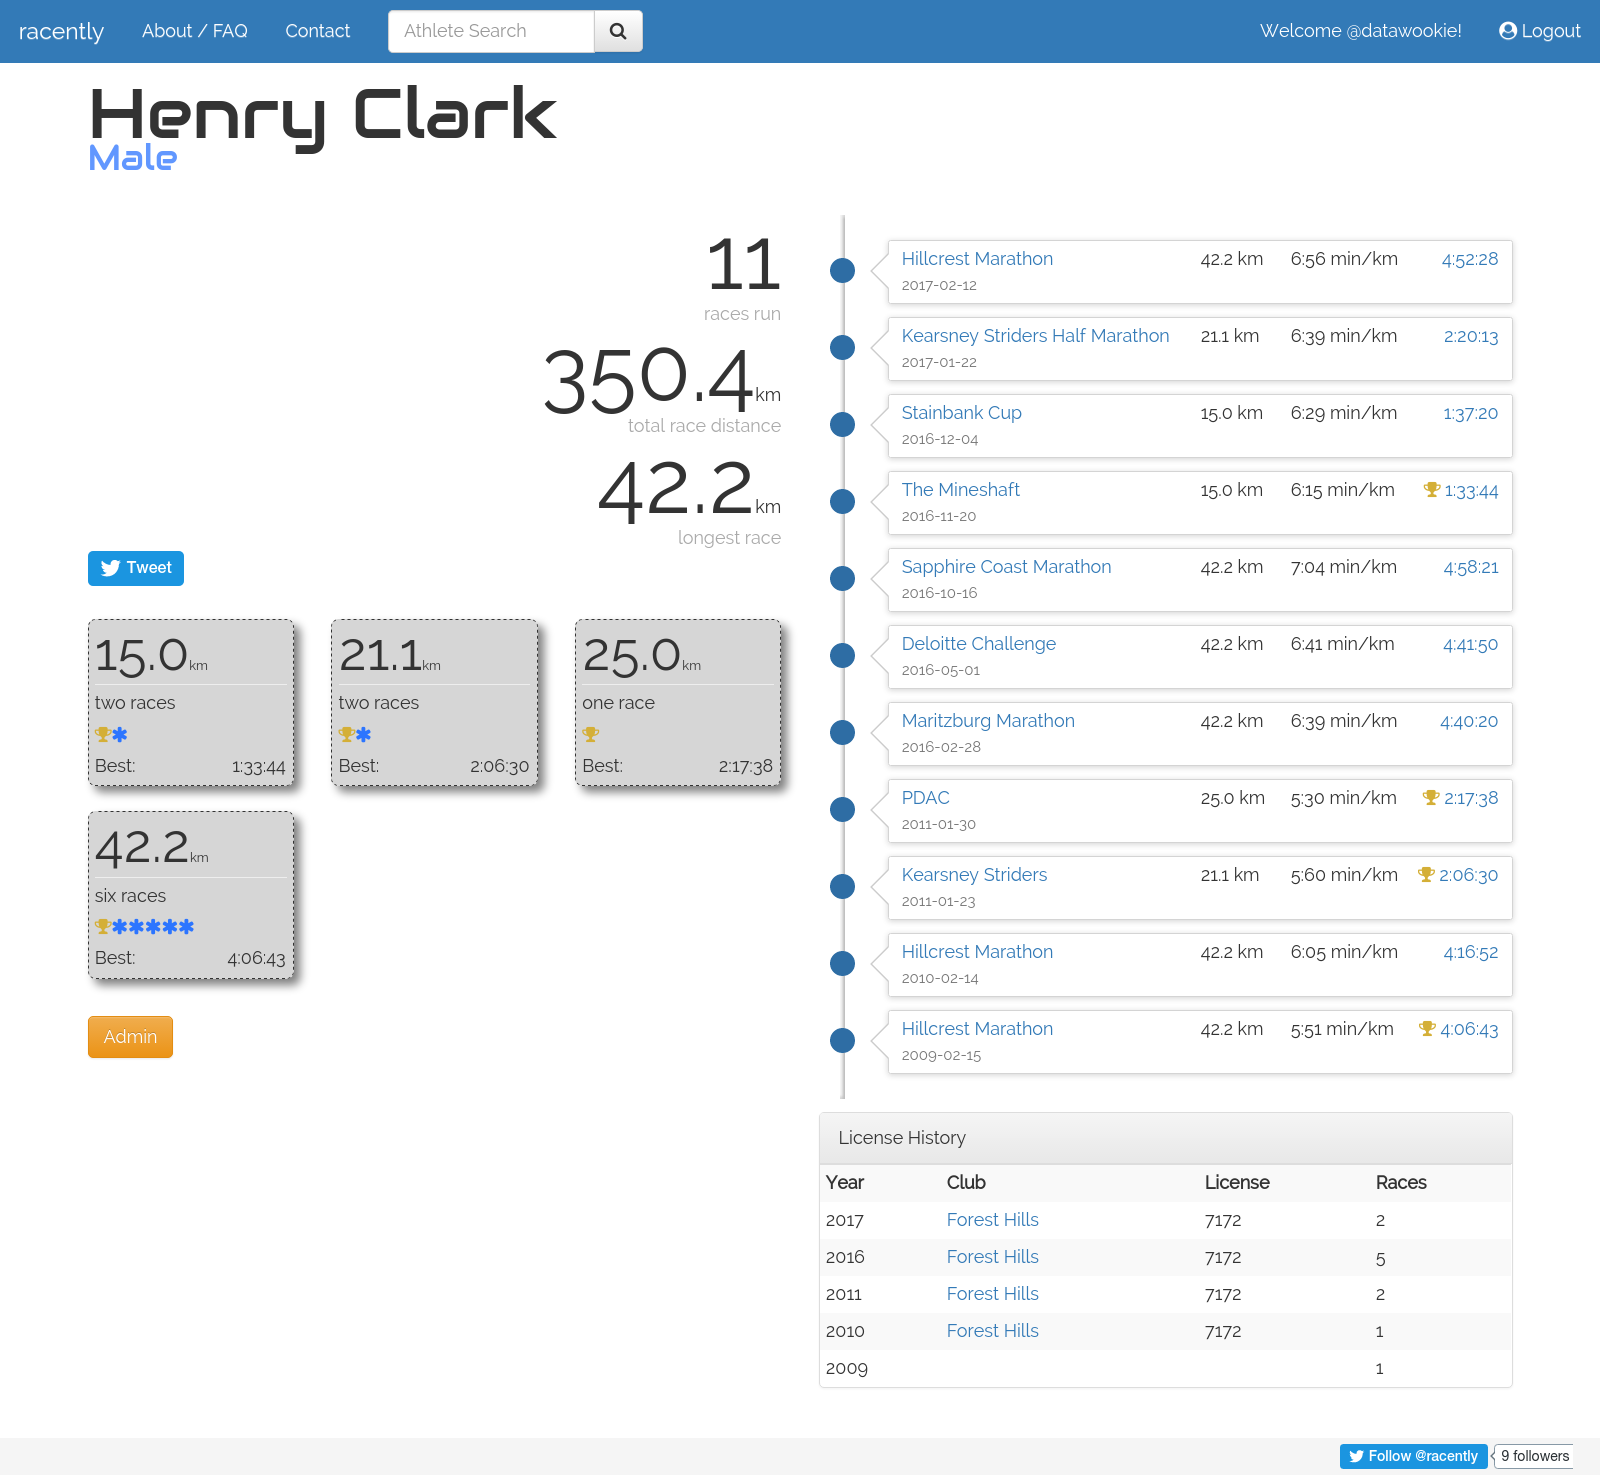 racently About / FAQ Contact Athlete Search Welcome @datawookie! Logout
Henry Clark
Male
11
races run
350.4km
total race distance
42.2km
longest race
Tweet
15.0km
two races
Best: 1:33:44
21.1km
two races
Best: 2:06:30
25.0km
one race
Best: 2:17:38
42.2km
six races
Best: 4:06:43
Admin
Hillcrest Marathon 42.2 km 6:56 min/km 4:52:28
2017-02-12
Kearsney Striders Half Marathon 21.1 km 6:39 min/km 2:20:13
2017-01-22
Stainbank Cup 15.0 km 6:29 min/km 1:37:20
2016-12-04
The Mineshaft 15.0 km 6:15 min/km 1:33:44
2016-11-20
Sapphire Coast Marathon 42.2 km 7:04 min/km 4:58:21
2016-10-16
Deloitte Challenge 42.2 km 6:41 min/km 4:41:50
2016-05-01
Maritzburg Marathon 42.2 km 6:39 min/km 4:40:20
2016-02-28
PDAC 25.0 km 5:30 min/km 2:17:38
2011-01-30
Kearsney Striders 21.1 km 5:60 min/km 2:06:30
2011-01-23
Hillcrest Marathon 42.2 km 6:05 min/km 4:16:52
2010-02-14
Hillcrest Marathon 42.2 km 5:51 min/km 4:06:43
2009-02-15
License History
Year Club License Races
2017 Forest Hills 7172 2
2016 Forest Hills 7172 5
2011 Forest Hills 7172 2
2010 Forest Hills 7172 1
2009 1
Follow @racently 9 followers